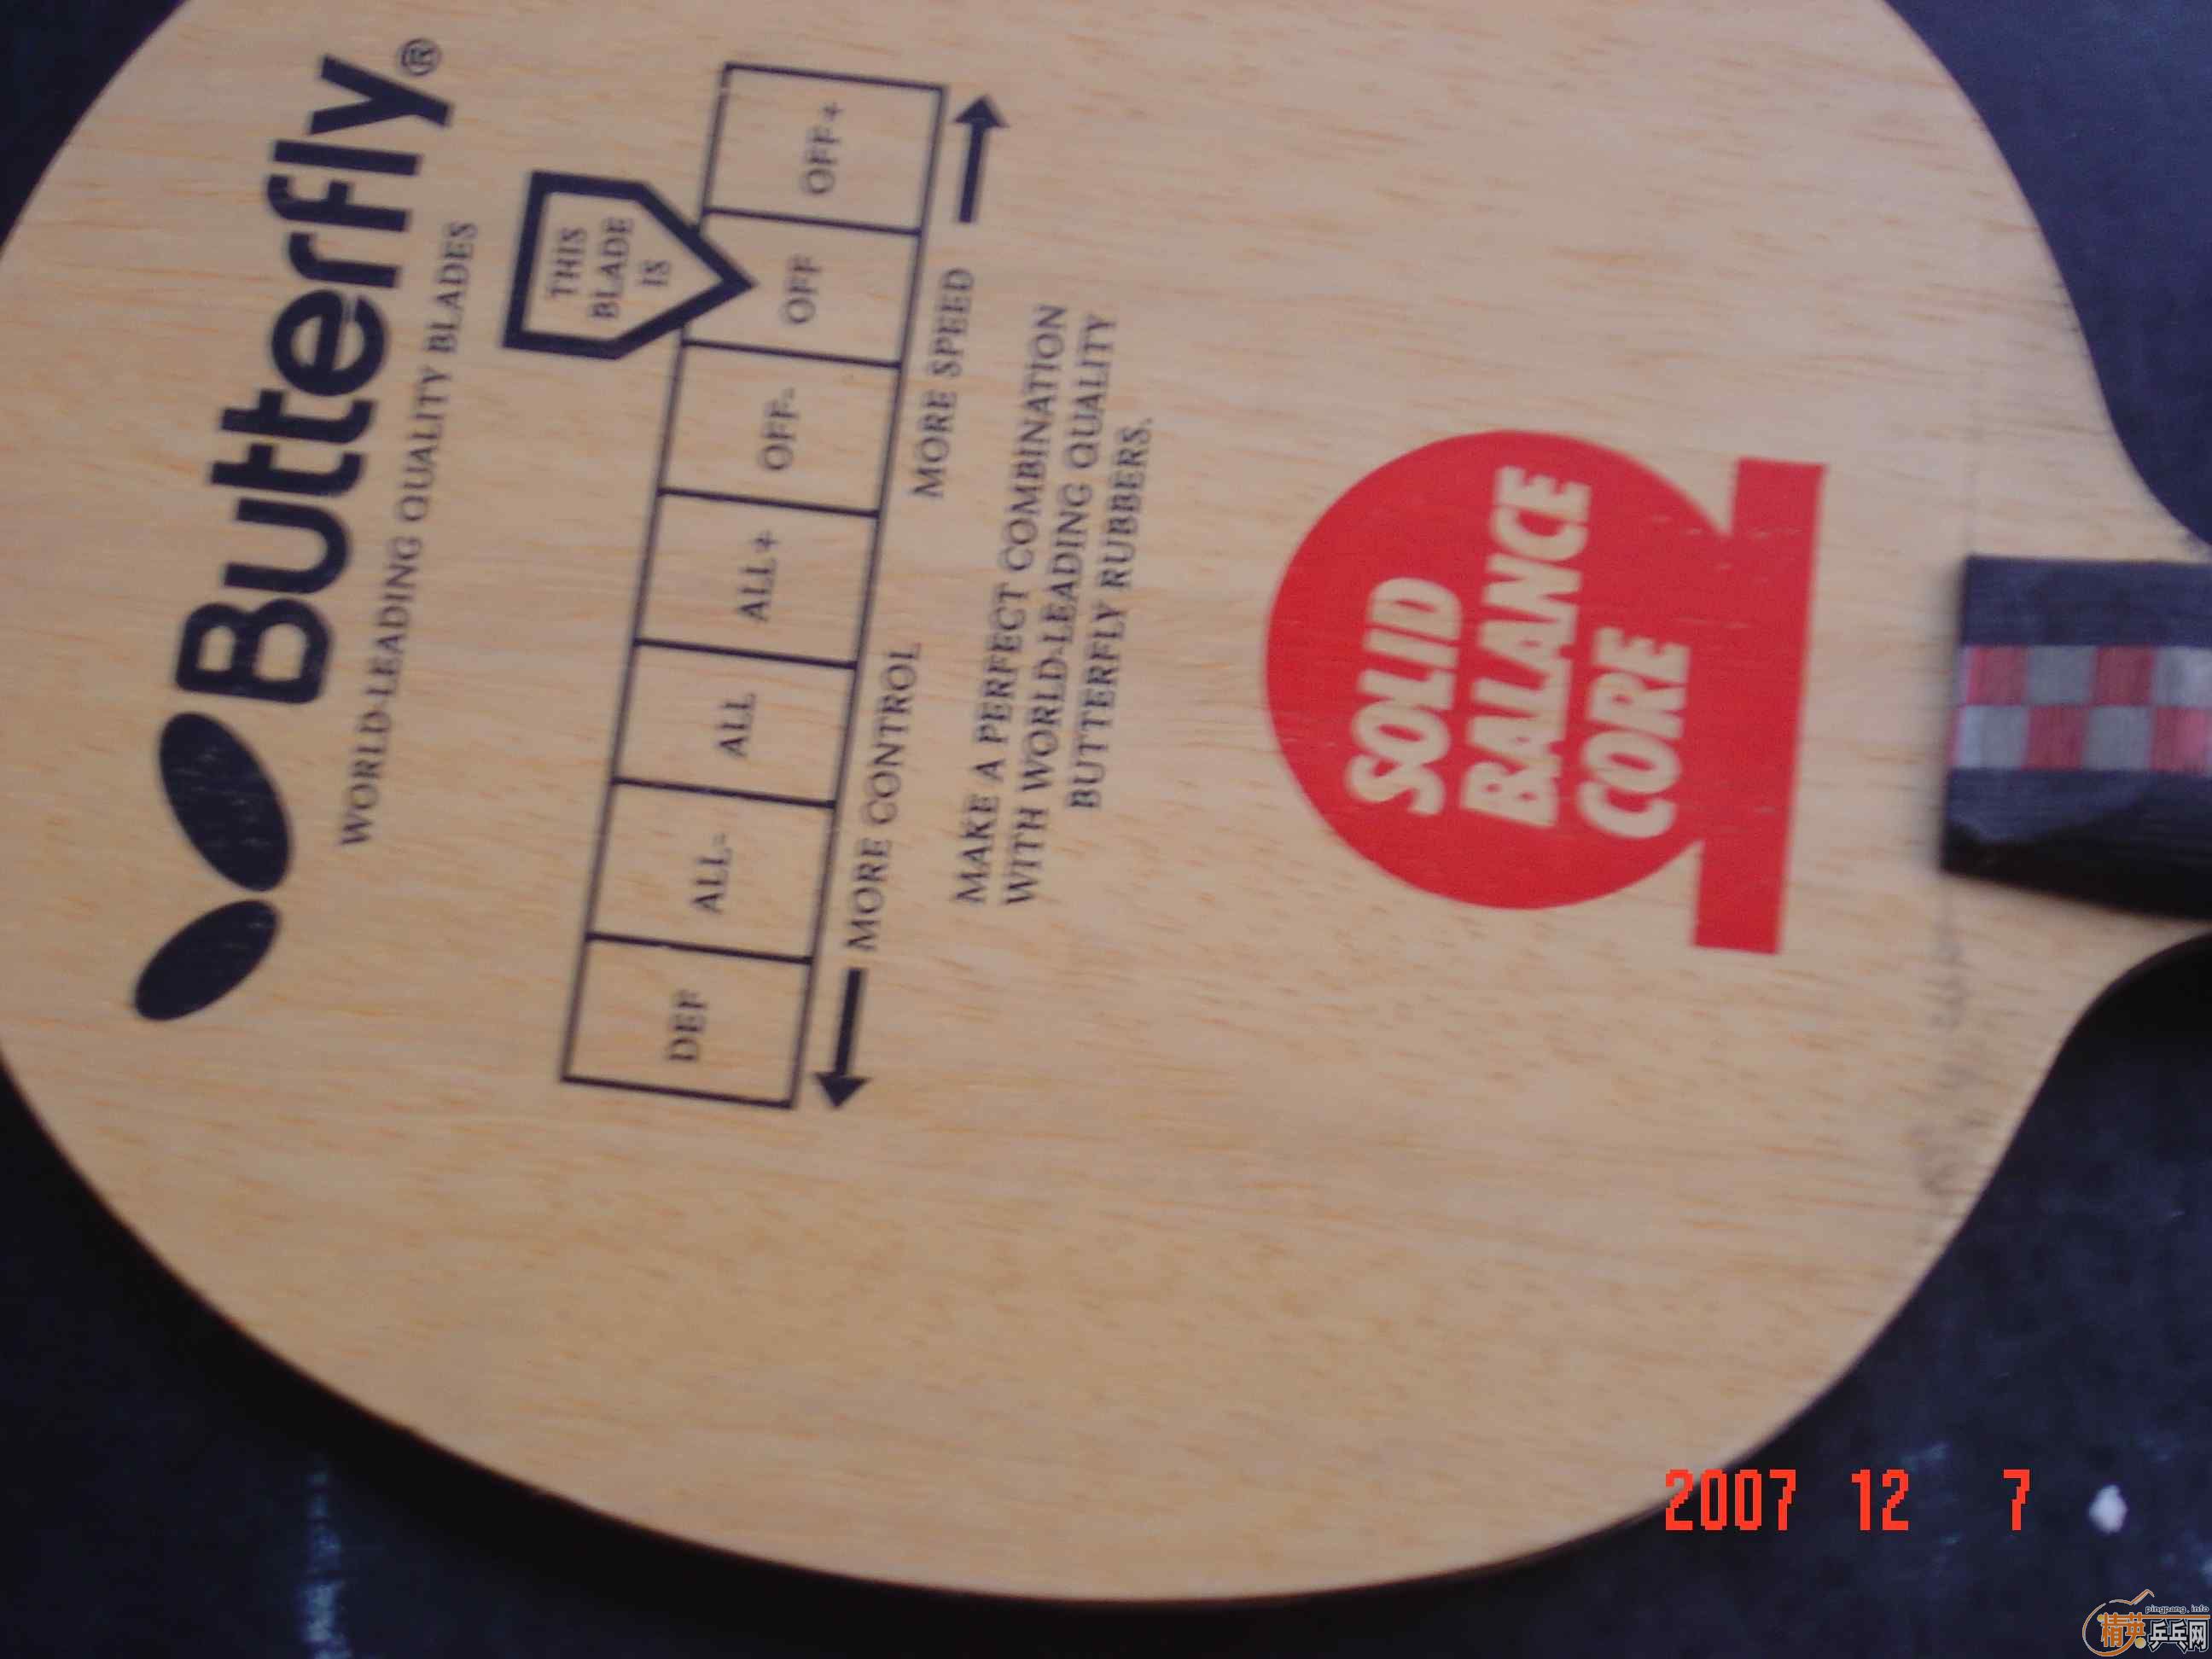 Butterfly®
WORLD-LEADING QUALITY BLADES
THIS
BLADE
IS
DEF ALL- ALL ALL+ OFF- OFF OFF+
MORE CONTROL MORE SPEED
MAKE A PERFECT COMBINATION
WITH WORLD-LEADING QUALITY
BUTTERFLY RUBBERS.
SOLID
BALANCE
CORE
2007 12 7
pingpang.info
精英乒乓网